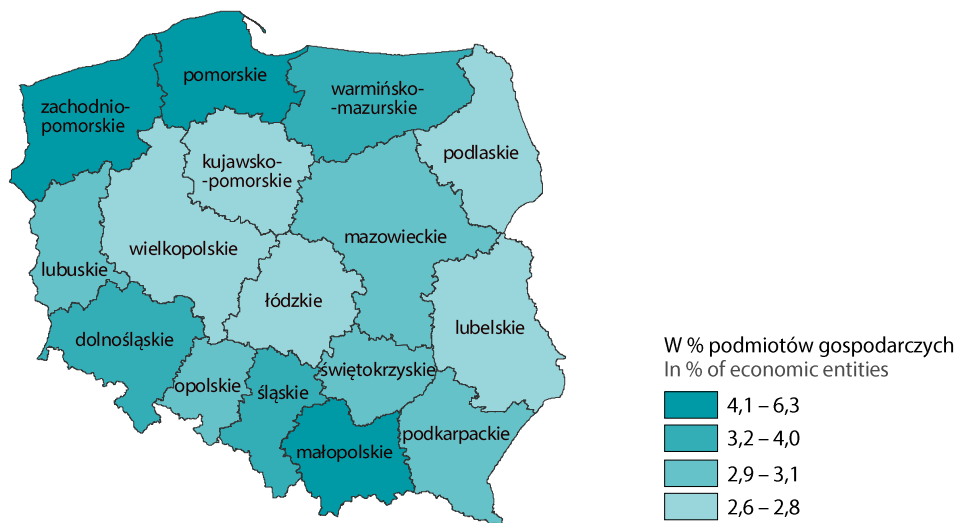 pomorskie
zachodnio-
pomorskie
warmińsko-
-mazurskie
podlaskie
kujawsko-
-pomorskie
mazowieckie
wielkopolskie
lubuskie
łódzkie
lubelskie
dolnośląskie
świętokrzyskie
opolskie
śląskie
podkarpackie
małopolskie
W % podmiotów gospodarczych
In % of economic entities
4,1 – 6,3
3,2 – 4,0
2,9 – 3,1
2,6 – 2,8